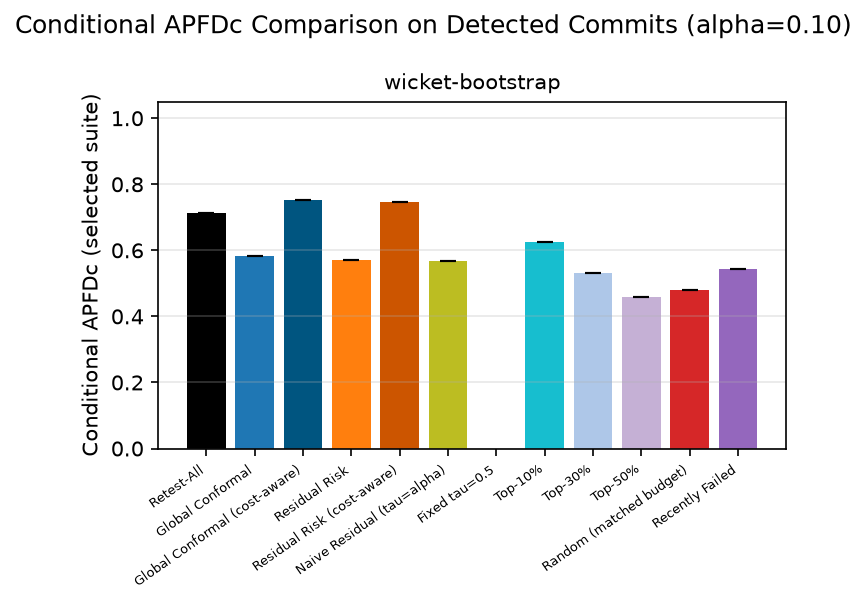 Conditional APFDc Comparison on Detected Commits (alpha=0.10)
wicket-bootstrap
Conditional APFDc (selected suite)
1.0
0.8
0.6
0.4
0.2
0.0
Retest-All
Global Conformal
Global Conformal (cost-aware)
Residual Risk
Residual Risk (cost-aware)
Naive Residual (tau=alpha)
Fixed tau=0.5
Top-10%
Top-30%
Top-50%
Random (matched budget)
Recently Failed